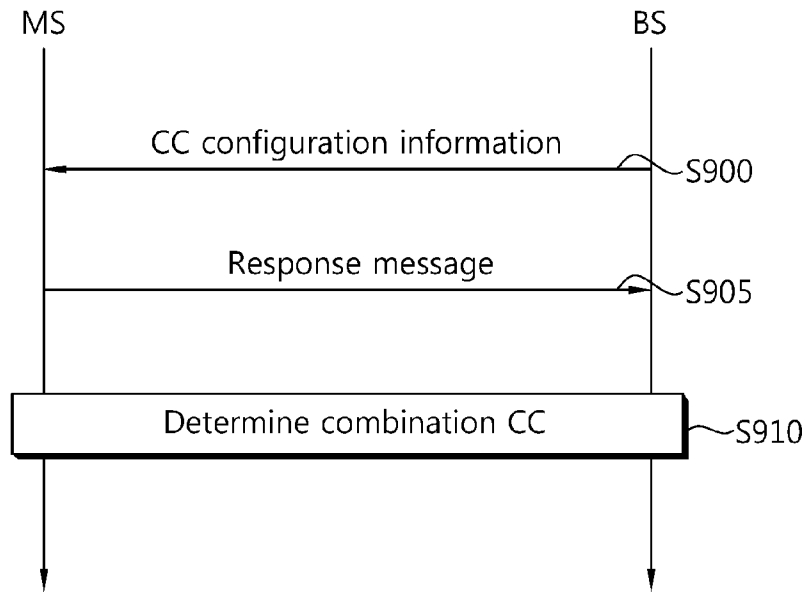 MS
BS
CC configuration information
S900
Response message
S905
Determine combination CC
S910